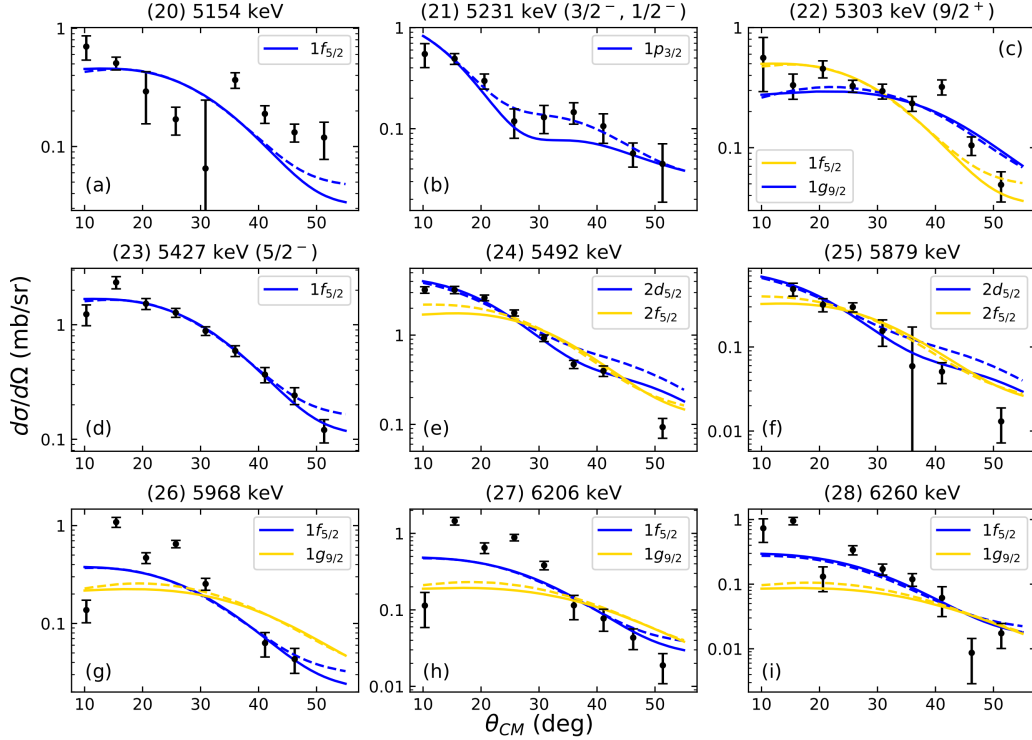 (20) 5154 keV
1
0.1
1f₅/₂
(a)
10 20 30 40 50
(21) 5231 keV (3/2⁻, 1/2⁻)
1
0.1
1p₃/₂
(b)
10 20 30 40 50
(22) 5303 keV (9/2⁺)
0.1
(c)
1f₅/₂
1g₉/₂
10 20 30 40 50
(23) 5427 keV (5/2⁻)
1
0.1
1f₅/₂
(d)
10 20 30 40 50
(24) 5492 keV
1
0.1
2d₅/₂
2f₅/₂
(e)
10 20 30 40 50
(25) 5879 keV
0.1
0.01
2d₅/₂
2f₅/₂
(f)
10 20 30 40 50
dσ/dΩ (mb/sr)
(26) 5968 keV
1
0.1
1f₅/₂
1g₉/₂
(g)
10 20 30 40 50
(27) 6206 keV
1
0.1
0.01
1f₅/₂
1g₉/₂
(h)
10 20 30 40 50
(28) 6260 keV
1
0.1
0.01
1f₅/₂
1g₉/₂
(i)
10 20 30 40 50
θCM (deg)